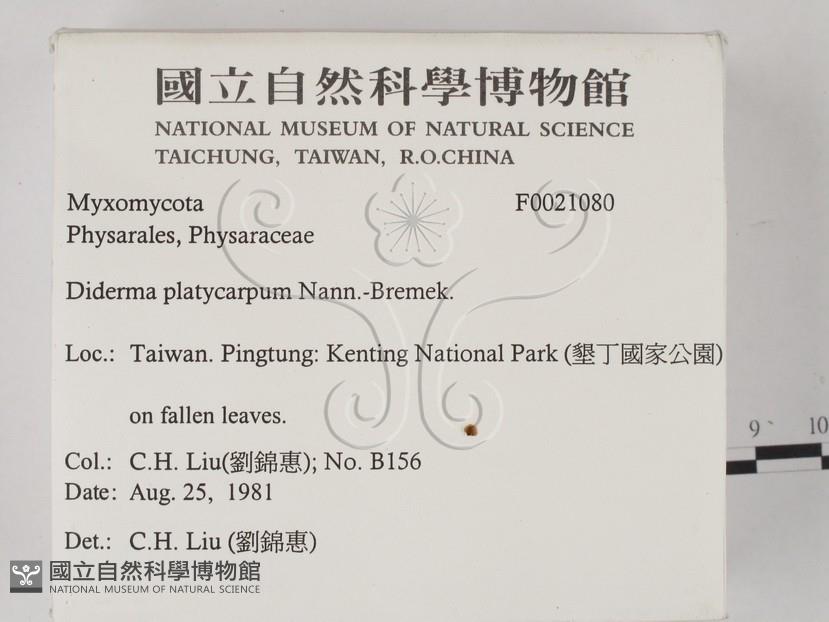 國立自然科學博物館
NATIONAL MUSEUM OF NATURAL SCIENCE
TAICHUNG, TAIWAN, R.O.CHINA
Myxomycota F0021080
Physarales, Physaraceae
Diderma platycarpum Nann.-Bremek.
Loc.: Taiwan. Pingtung: Kenting National Park (墾丁國家公園)
on fallen leaves.
9 10
Col.: C.H. Liu(劉錦惠); No. B156
Date: Aug. 25, 1981
Det.: C.H. Liu (劉錦惠)
國立自然科學博物館
NATIONAL MUSEUM OF NATURAL SCIENCE